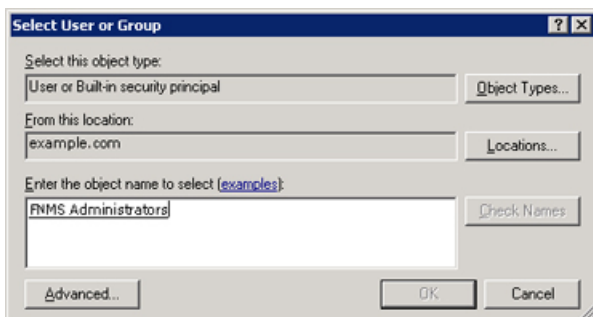 Select User or Group
Select this object type:
User or Built-in security principal
Object Types...
From this location:
example.com
Locations...
Enter the object name to select (examples):
FNMS Administrators
Check Names
Advanced...
OK
Cancel